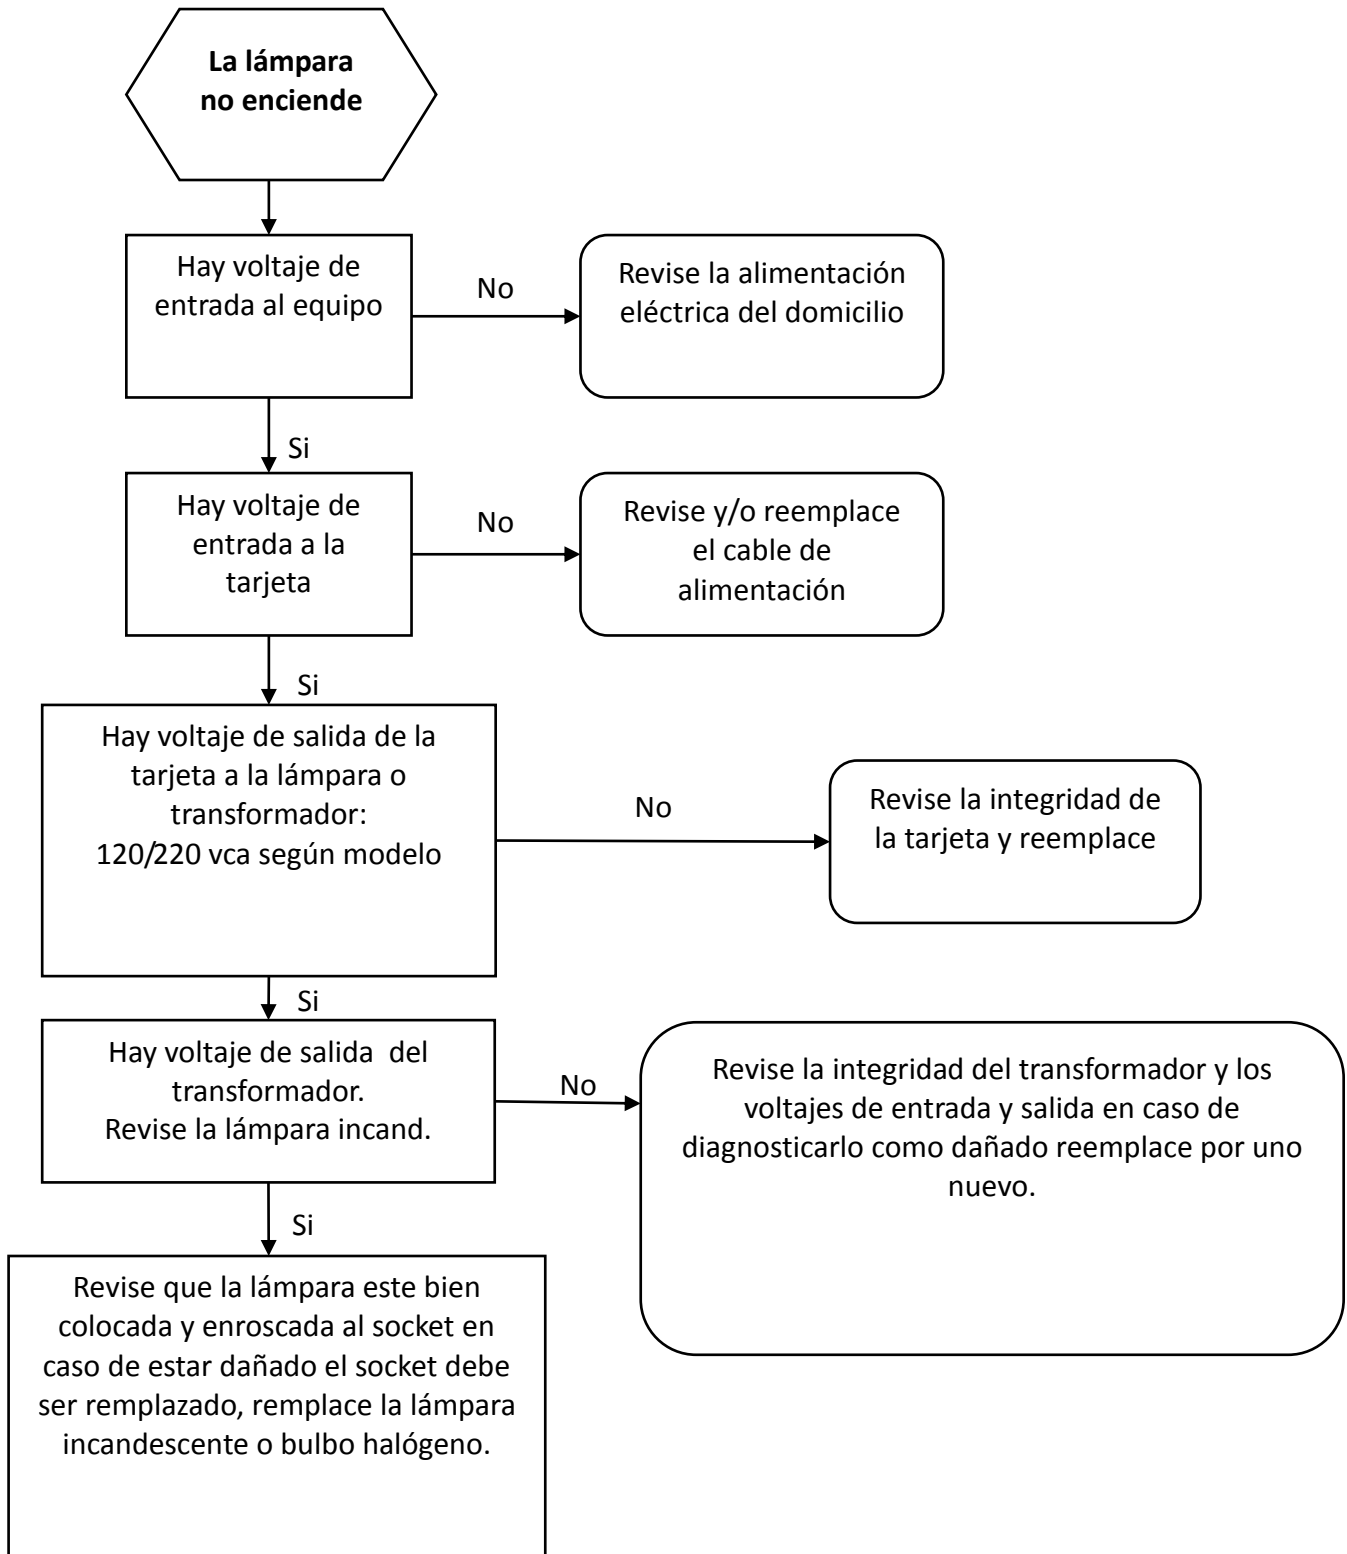 La lámpara
no enciende
Hay voltaje de
entrada al equipo
No
Revise la alimentación
eléctrica del domicilio
Si
Hay voltaje de
entrada a la
tarjeta
No
Revise y/o reemplace
el cable de
alimentación
Si
Hay voltaje de salida de la
tarjeta a la lámpara o
transformador:
120/220 vca según modelo
No
Revise la integridad de
la tarjeta y reemplace
Si
Hay voltaje de salida  del
transformador.
Revise la lámpara incand.
No
Revise la integridad del transformador y los
voltajes de entrada y salida en caso de
diagnosticarlo como dañado reemplace por uno
nuevo.
Si
Revise que la lámpara este bien
colocada y enroscada al socket en
caso de estar dañado el socket debe
ser remplazado, remplace la lámpara
incandescente o bulbo halógeno.